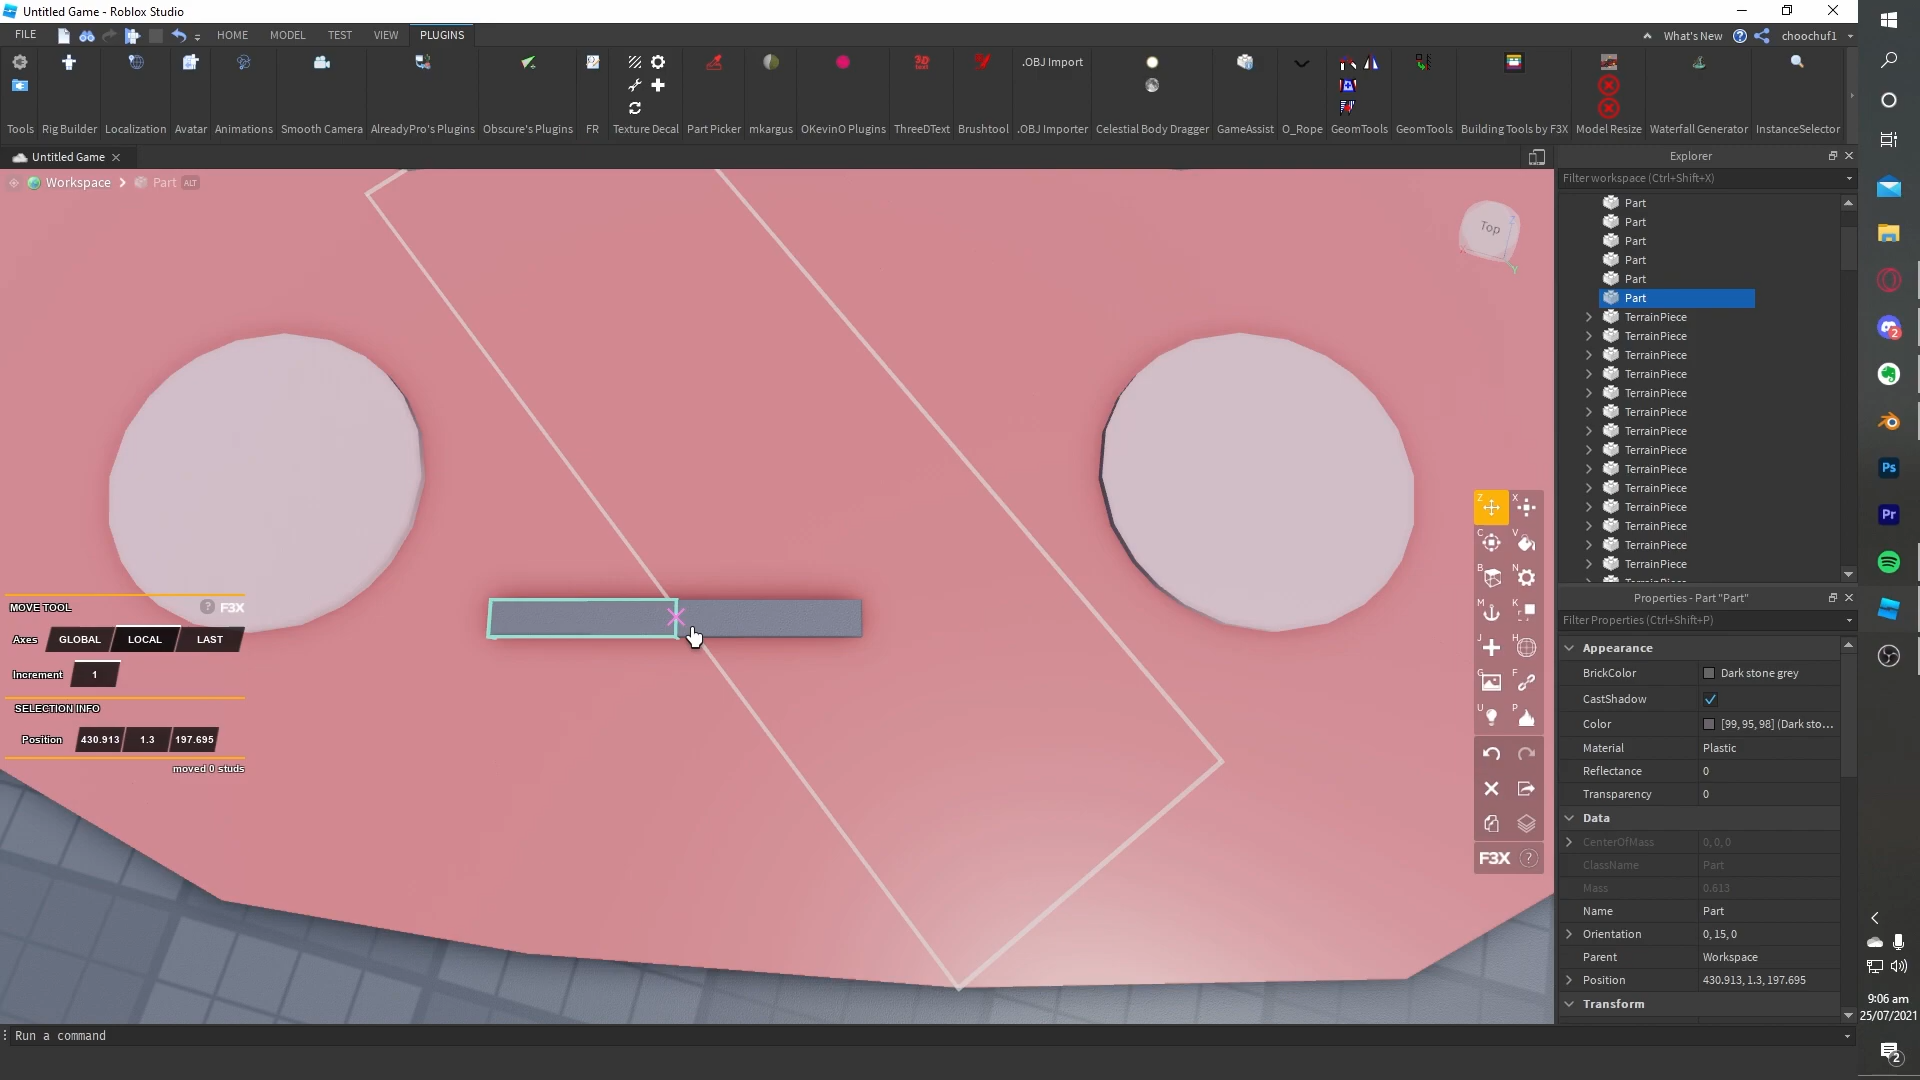 Untitled Game - Roblox Studio
FILE
HOME
MODEL
TEST
VIEW
PLUGINS
What's New
choochuf1
3D
text
.OBJ Import
Tools
Rig Builder
Localization
Avatar
Animations
Smooth Camera
AlreadyPro's Plugins
Obscure's Plugins
FR
Texture Decal
Part Picker
mkargus
OKevinO Plugins
ThreeDText
Brushtool
.OBJ Importer
Celestial Body Dragger
GameAssist
O_Rope
GeomTools
GeomTools
Building Tools by F3X
Model Resize
Waterfall Generator
InstanceSelector
Untitled Game
Workspace
Part
ALT
Top
MOVE TOOL
? F3X
Axes
GLOBAL
LOCAL
LAST
Increment
1
SELECTION INFO
Position
430.913
1.3
197.695
moved 0 studs
Z
X
C
V
B
N
M
K
J
H
G
F
U
P
F3X
?
Explorer
Filter workspace (Ctrl+Shift+X)
Part
Part
Part
Part
Part
Part
TerrainPiece
TerrainPiece
TerrainPiece
TerrainPiece
TerrainPiece
TerrainPiece
TerrainPiece
TerrainPiece
TerrainPiece
TerrainPiece
TerrainPiece
TerrainPiece
TerrainPiece
TerrainPiece
Properties - Part "Part"
Filter Properties (Ctrl+Shift+P)
Appearance
BrickColor
Dark stone grey
CastShadow
Color
[99, 95, 98] (Dark sto...
Material
Plastic
Reflectance
0
Transparency
0
Data
CenterOfMass
0, 0, 0
ClassName
Part
Mass
0.613
Name
Part
Orientation
0, 15, 0
Parent
Workspace
Position
430.913, 1.3, 197.695
Transform
Run a command
2
Ps
Pr
9:06 am
25/07/2021
2